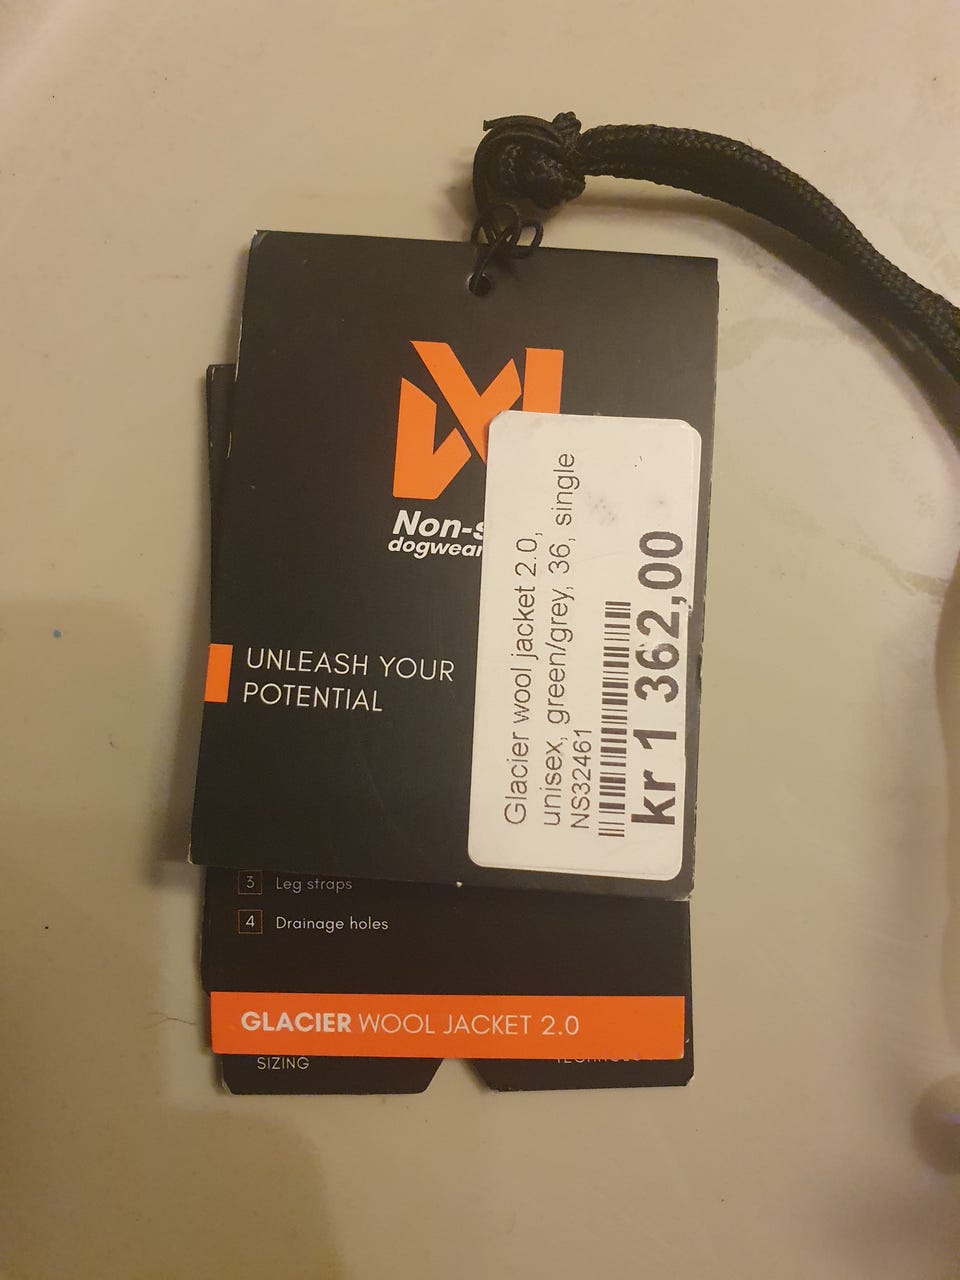 Non-s
dogwear
UNLEASH YOUR
POTENTIAL
Glacier wool jacket 2.0,
unisex, green/grey, 36, single
NS32461
kr 1 362,00
3 Leg straps
4 Drainage holes
GLACIER WOOL JACKET 2.0
SIZING